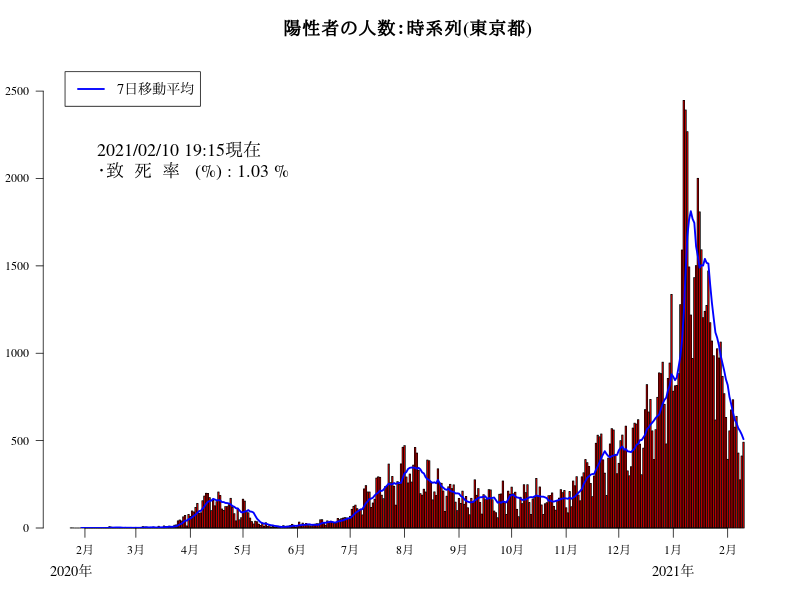 陽性者の人数:時系列(東京都)
7日移動平均
2021/02/10 19:15現在
・致 死 率 (%) : 1.03 %
2500
2000
1500
1000
500
0
2月 3月 4月 5月 6月 7月 8月 9月 10月 11月 12月 1月 2月
2020年 2021年